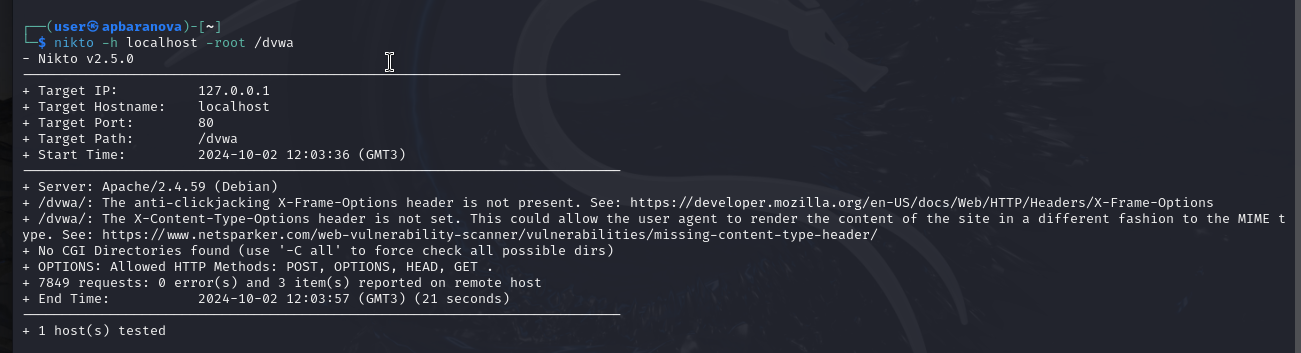 ┌──(user㉿apbaranova)-[~]
└─$ nikto -h localhost -root /dvwa
- Nikto v2.5.0
+ Target IP:          127.0.0.1
+ Target Hostname:    localhost
+ Target Port:        80
+ Target Path:        /dvwa
+ Start Time:         2024-10-02 12:03:36 (GMT3)
+ Server: Apache/2.4.59 (Debian)
+ /dvwa/: The anti-clickjacking X-Frame-Options header is not present. See: https://developer.mozilla.org/en-US/docs/Web/HTTP/Headers/X-Frame-Options
+ /dvwa/: The X-Content-Type-Options header is not set. This could allow the user agent to render the content of the site in a different fashion to the MIME t
ype. See: https://www.netsparker.com/web-vulnerability-scanner/vulnerabilities/missing-content-type-header/
+ No CGI Directories found (use '-C all' to force check all possible dirs)
+ OPTIONS: Allowed HTTP Methods: POST, OPTIONS, HEAD, GET .
+ 7849 requests: 0 error(s) and 3 item(s) reported on remote host
+ End Time:           2024-10-02 12:03:57 (GMT3) (21 seconds)
+ 1 host(s) tested